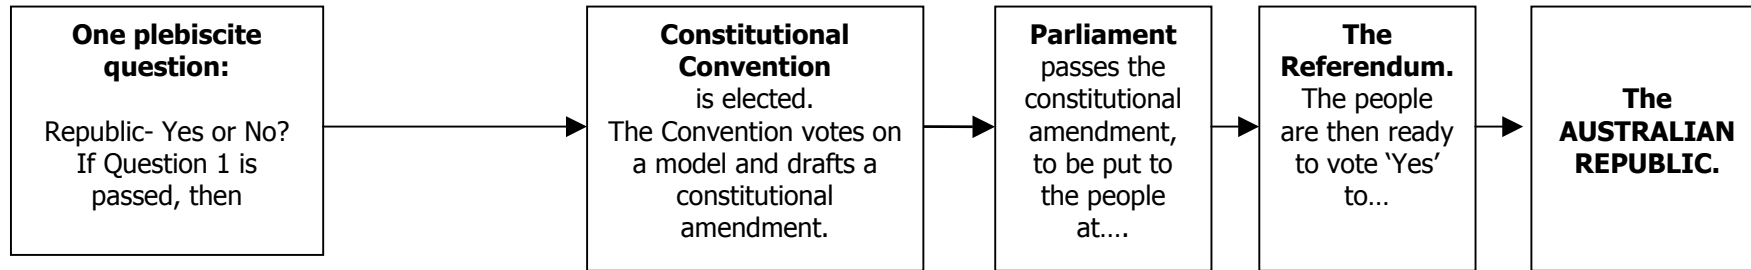 One plebiscite
question:
Republic- Yes or No?
If Question 1 is
passed, then
Constitutional
Convention
is elected.
The Convention votes on
a model and drafts a
constitutional
amendment.
Parliament
passes the
constitutional
amendment,
to be put to
the people
at….
The
Referendum.
The people
are then ready
to vote ‘Yes’
to…
The
AUSTRALIAN
REPUBLIC.